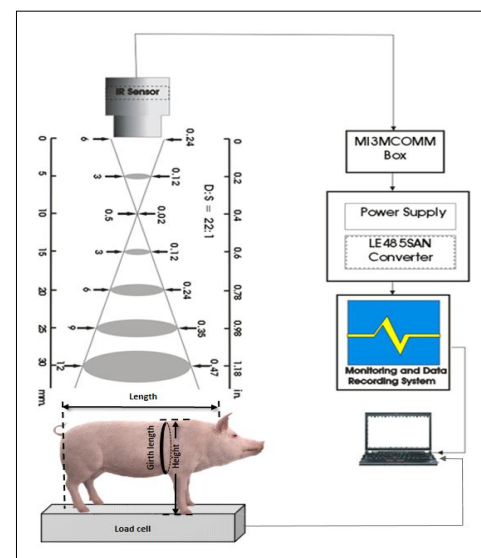 IR Sensor
MI3MCOMM
Box
Power Supply
LE485SAN
Converter
Monitoring and Data
Recording System
0
5
10
15
20
25
30
mm.
6
3
0.5
3
6
9
12
D:S = 22:1
0.24
0.12
0.02
0.12
0.24
0.35
0.47
0
0.2
0.4
0.6
0.78
0.98
1.18
in.
Length
Girth length
Height
Load cell